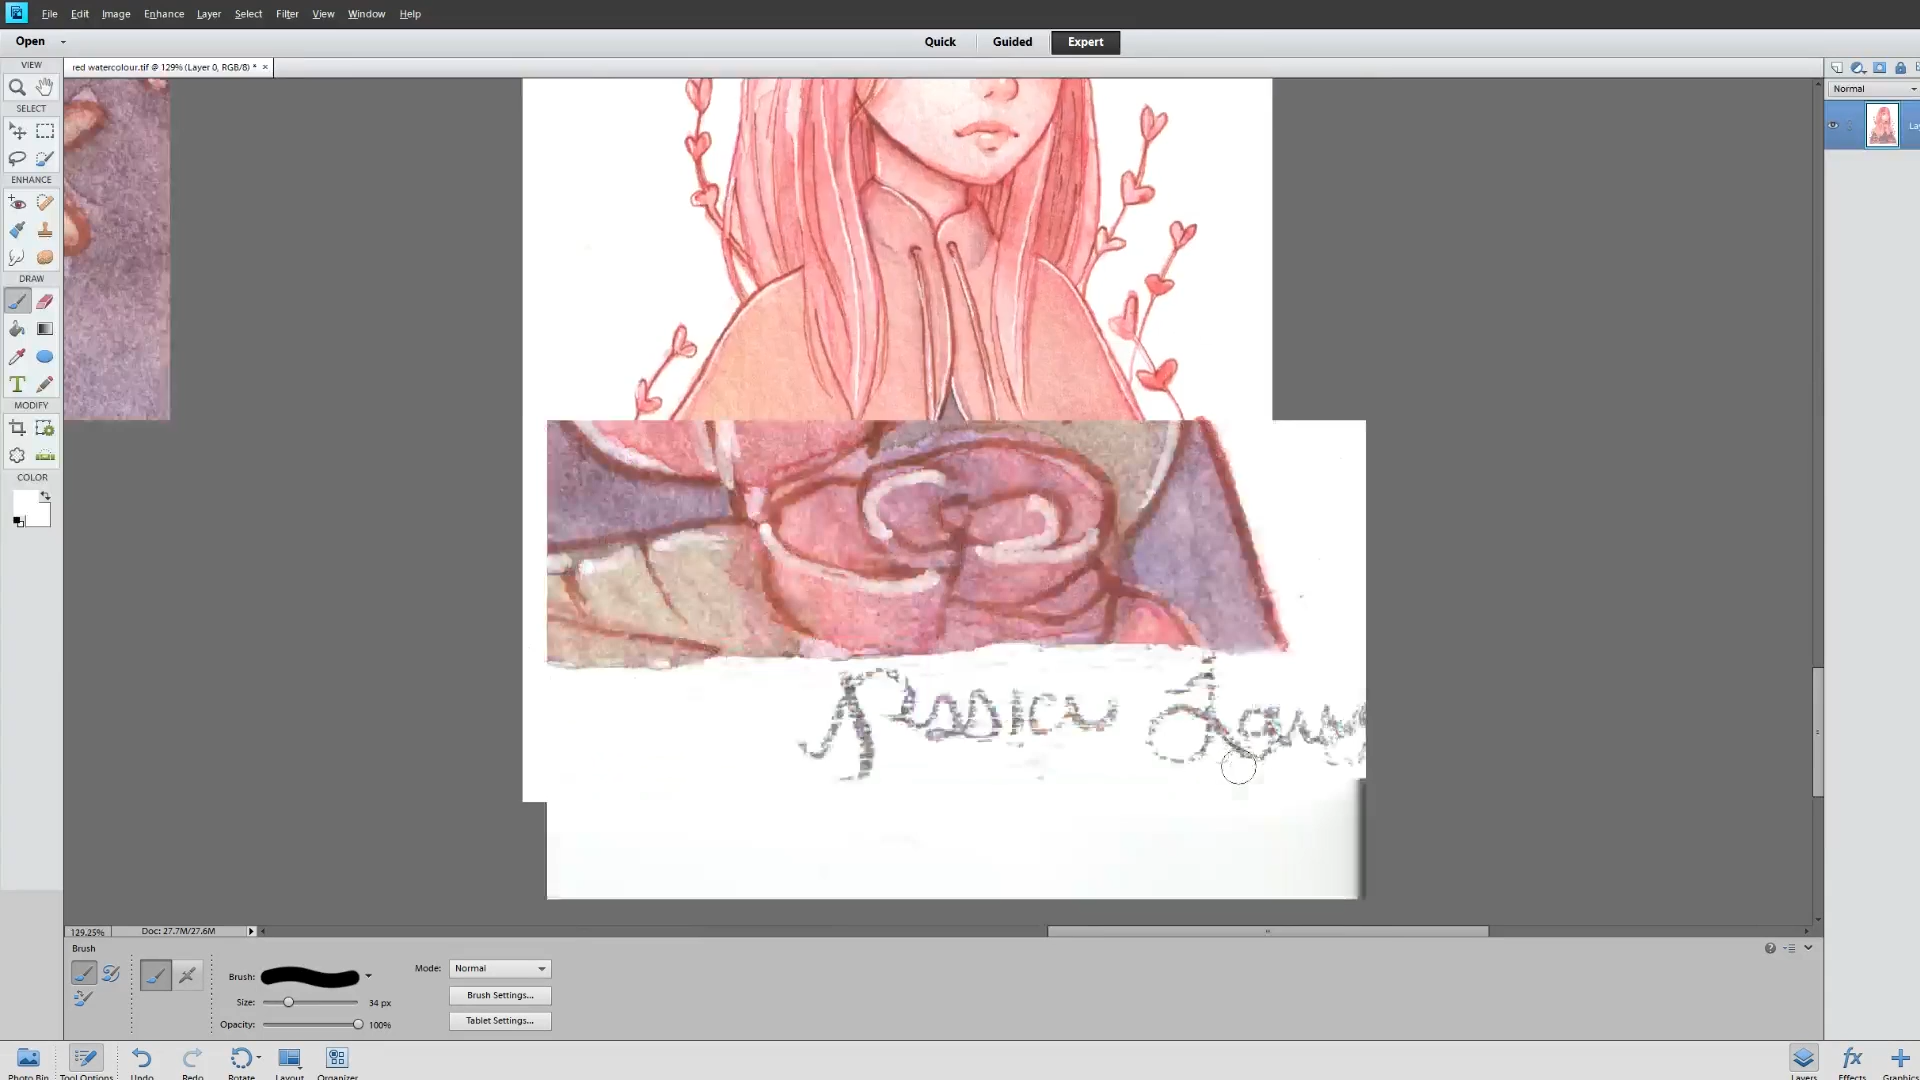 File Edit Image Enhance Layer Select Filter View Window Help
Open Quick Guided Expert
VIEW
red watercolour.tif @ 129% (Layer 0, RGB/8) * ×
Normal
SELECT
ENHANCE
DRAW
MODIFY
COLOR
Jessica
129.25% Doc: 27.7M/27.6M
Brush
Brush: Mode: Normal
Size: 34 px Brush Settings...
Opacity: 100% Tablet Settings...
Photo Bin Tool Options Undo Redo Rotate Layout Organizer Layers Effects Graphics